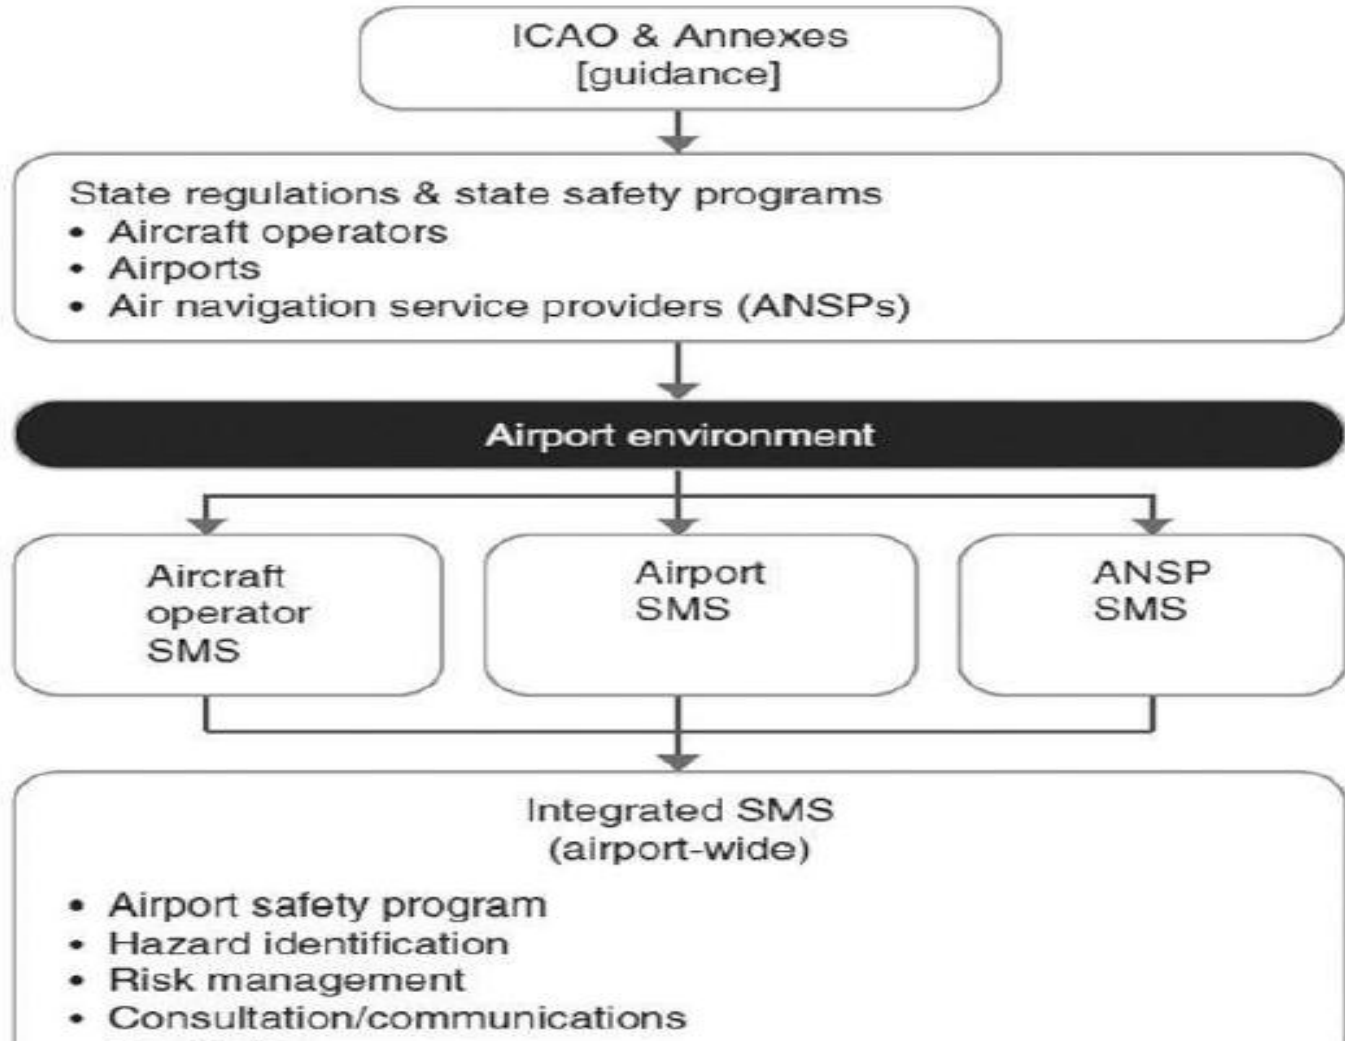 ICAO & Annexes
[guidance]
State regulations & state safety programs
• Aircraft operators
• Airports
• Air navigation service providers (ANSPs)
Airport environment
Aircraft
operator
SMS
Airport
SMS
ANSP
SMS
Integrated SMS
(airport-wide)
• Airport safety program
• Hazard identification
• Risk management
• Consultation/communications